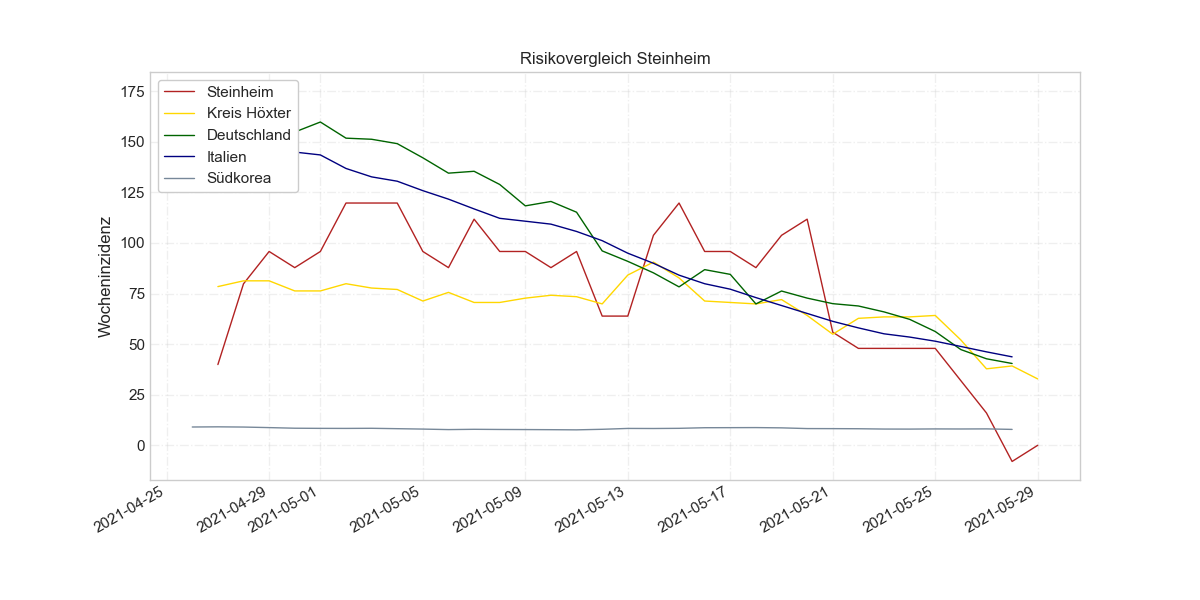 Risikovergleich Steinheim
Steinheim
Kreis Höxter
Deutschland
Italien
Südkorea
Wocheninzidenz
175
150
125
100
75
50
25
0
2021-04-25
2021-04-29
2021-05-01
2021-05-05
2021-05-09
2021-05-13
2021-05-17
2021-05-21
2021-05-25
2021-05-29